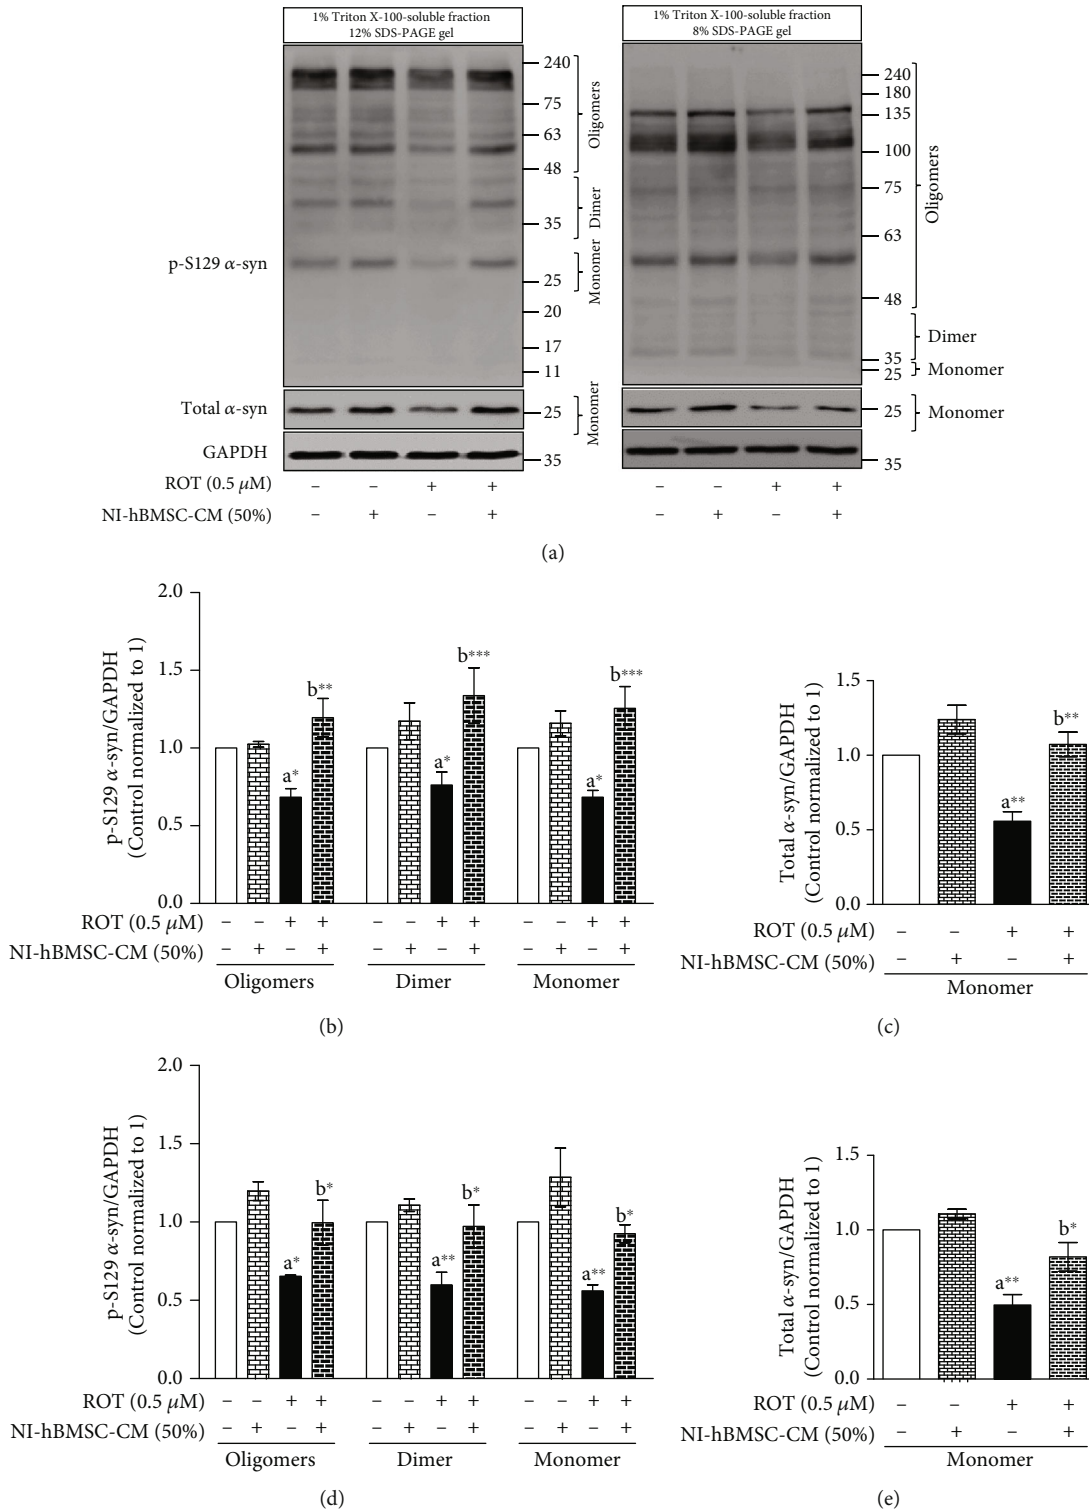 1% Triton X-100-soluble fraction
12% SDS-PAGE gel
240
75
63
48
35
25
20
17
11
25
35
Oligomers
Dimer
Monomer
Monomer
p-S129 α-syn
Total α-syn
GAPDH
ROT (0.5 μM) – – + +
NI-hBMSC-CM (50%) – + – +
1% Triton X-100-soluble fraction
8% SDS-PAGE gel
240
180
135
100
75
63
48
35
25
25
35
Oligomers
Dimer
Monomer
Monomer
– – + +
– + – +
(a)
p-S129 α-syn/GAPDH
(Control normalized to 1)
2.0
1.5
1.0
0.5
0.0
a* b** a* b*** a* b***
ROT (0.5 μM) – – + + – – + + – – + +
NI-hBMSC-CM (50%) – + – + – + – + – + – +
Oligomers Dimer Monomer
(b)
Total α-syn/GAPDH
(Control normalized to 1)
1.5
1.0
0.5
0.0
a** b**
ROT (0.5 μM) – – + +
NI-hBMSC-CM (50%) – + – +
Monomer
(c)
p-S129 α-syn/GAPDH
(Control normalized to 1)
2.0
1.5
1.0
0.5
0.0
a* b* a** b* a** b*
ROT (0.5 μM) – – + + – – + + – – + +
NI-hBMSC-CM (50%) – + – + – + – + – + – +
Oligomers Dimer Monomer
(d)
Total α-syn/GAPDH
(Control normalized to 1)
1.5
1.0
0.5
0.0
a** b*
ROT (0.5 μM) – – + +
NI-hBMSC-CM (50%) – + – +
Monomer
(e)